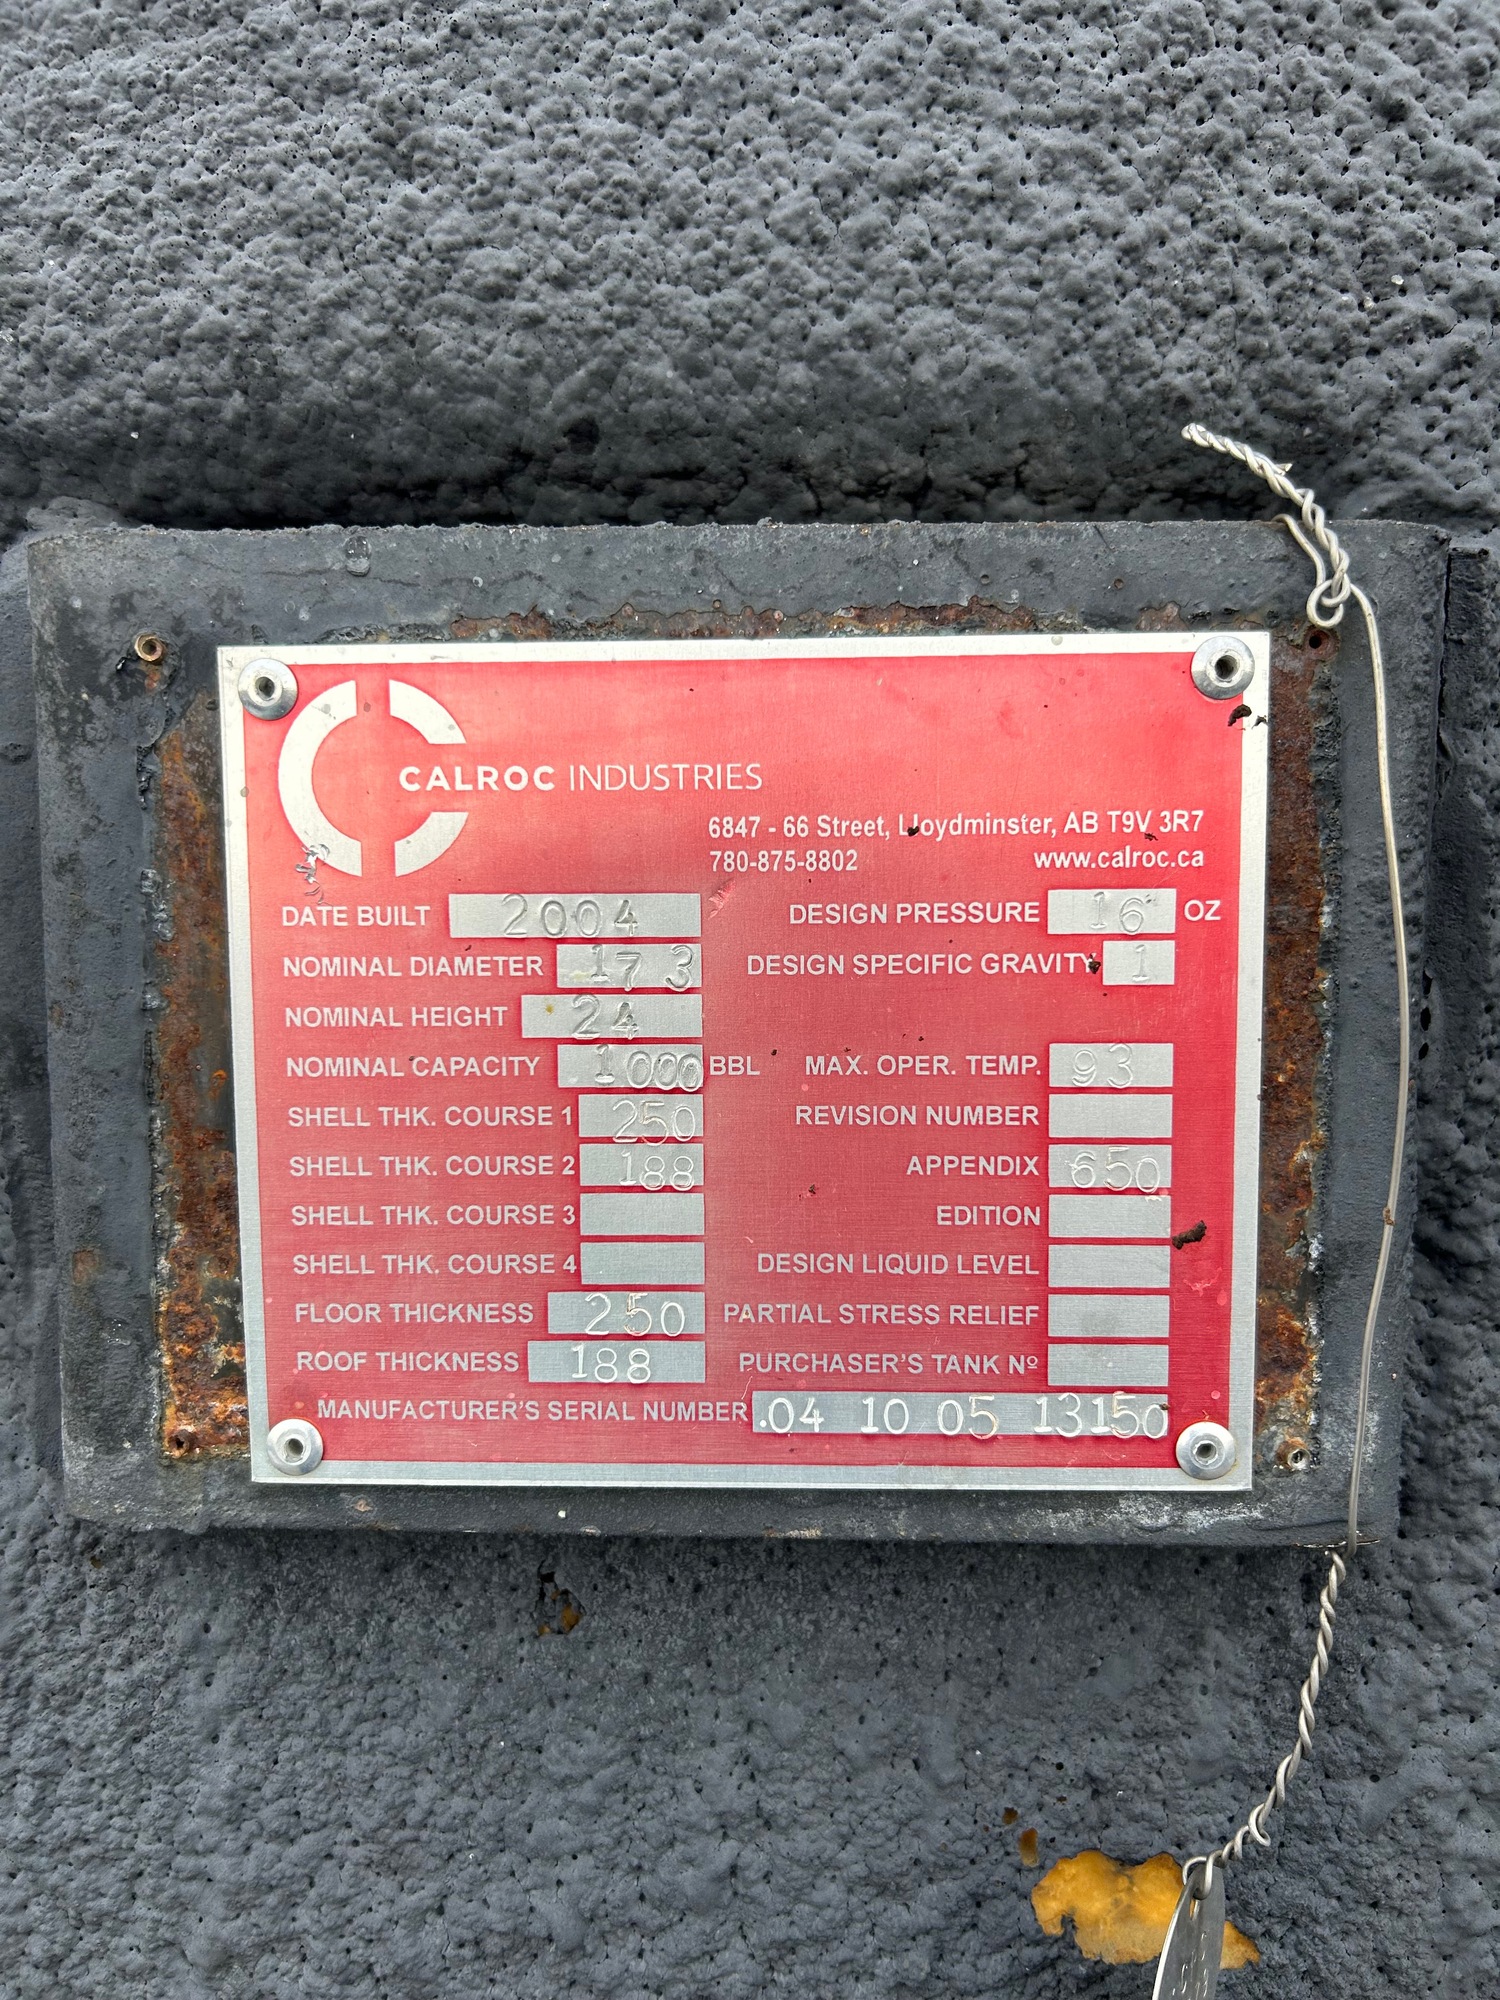 CALROC INDUSTRIES
6847 - 66 Street, Lloydminster, AB T9V 3R7
780-875-8802 www.calroc.ca
DATE BUILT 2004 DESIGN PRESSURE 16 OZ
NOMINAL DIAMETER 17 3 DESIGN SPECIFIC GRAVITY 1
NOMINAL HEIGHT 24
NOMINAL CAPACITY 1000 BBL MAX. OPER. TEMP. 93
SHELL THK. COURSE 1 250 REVISION NUMBER
SHELL THK. COURSE 2 188 APPENDIX 650
SHELL THK. COURSE 3 EDITION
SHELL THK. COURSE 4 DESIGN LIQUID LEVEL
FLOOR THICKNESS 250 PARTIAL STRESS RELIEF
ROOF THICKNESS 188 PURCHASER'S TANK Nº
MANUFACTURER'S SERIAL NUMBER .04 10 05 13150